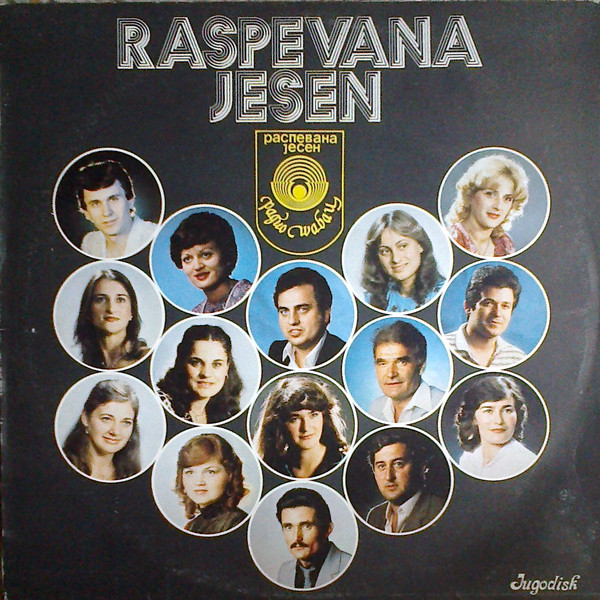 RASPEVANA
JESEN
распевана
јесен
Радио Шабац
Jugodisk